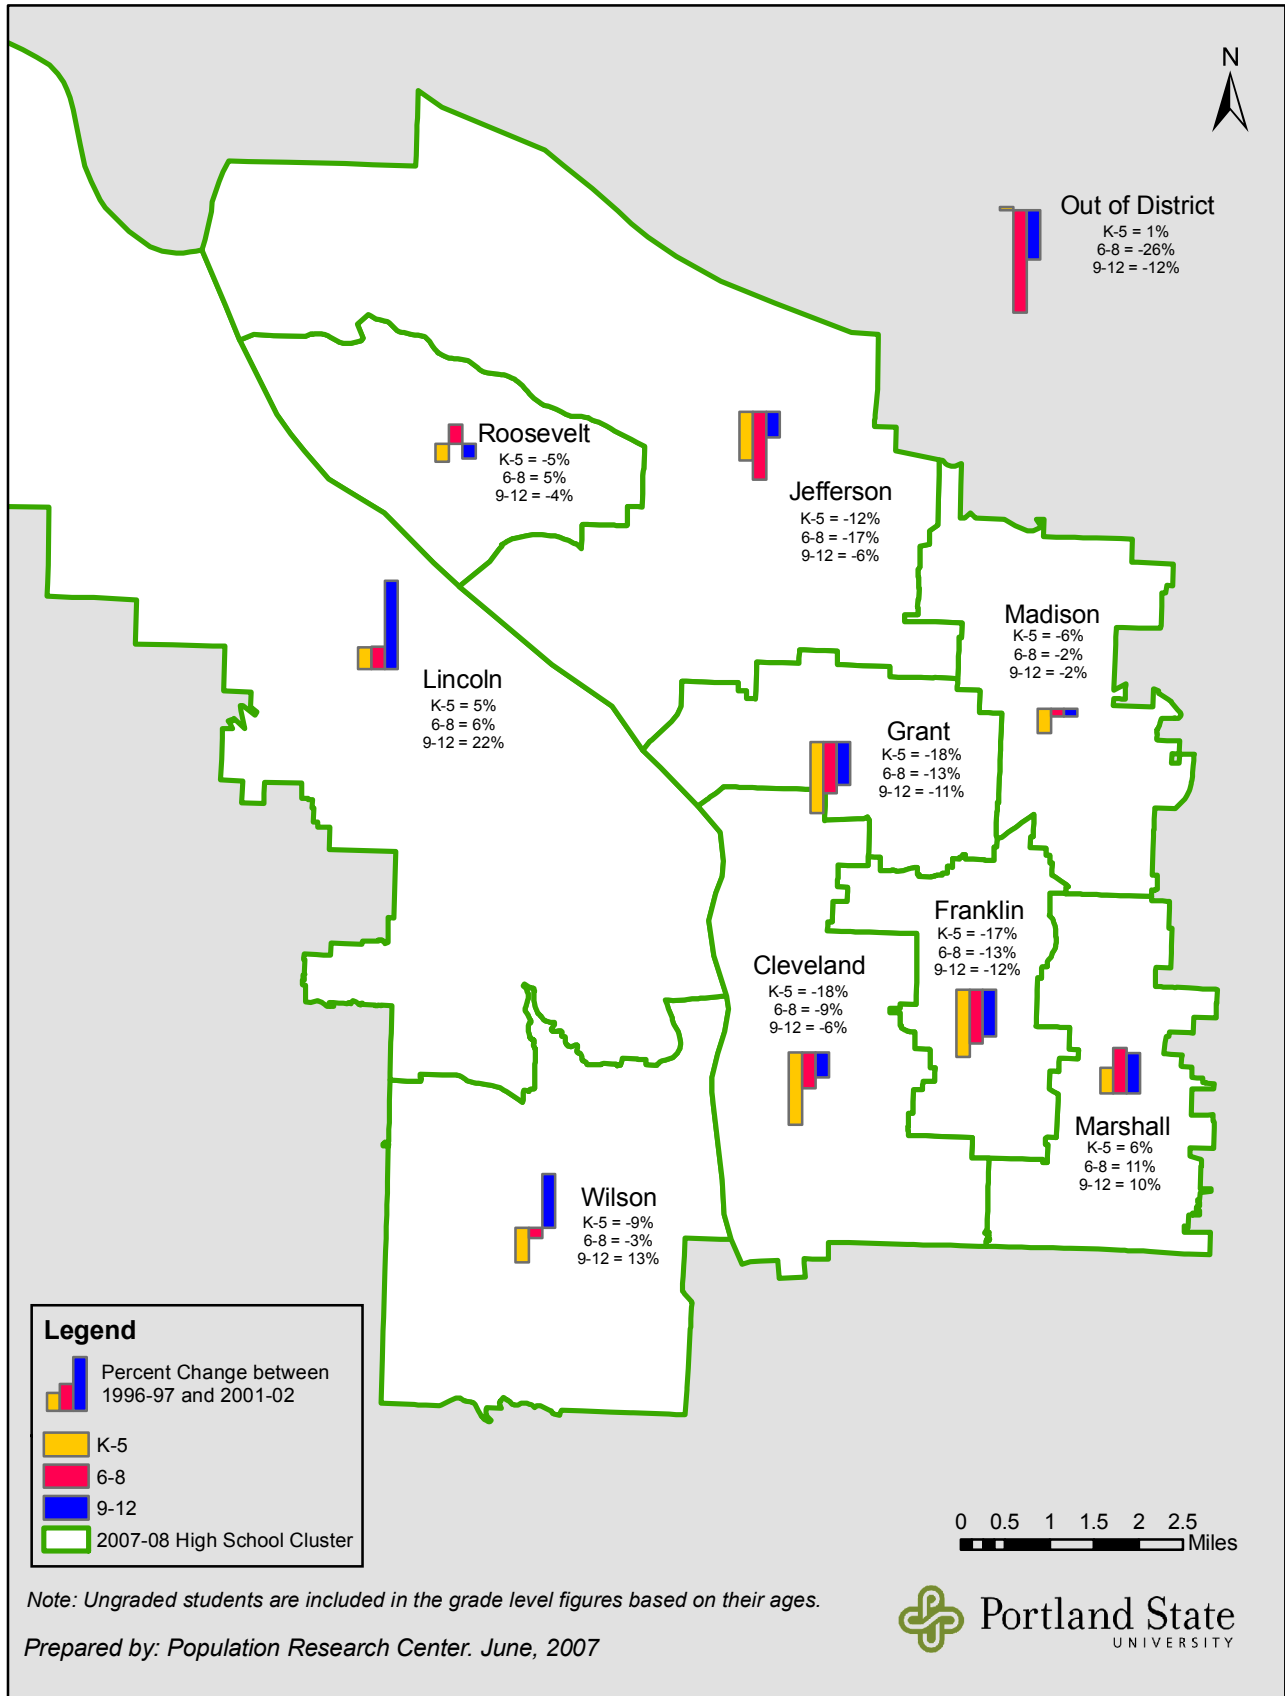 N
Out of District
K-5 = 1%
6-8 = -26%
9-12 = -12%
Roosevelt
K-5 = -5%
6-8 = 5%
9-12 = -4%
Jefferson
K-5 = -12%
6-8 = -17%
9-12 = -6%
Madison
K-5 = -6%
6-8 = -2%
9-12 = -2%
Lincoln
K-5 = 5%
6-8 = 6%
9-12 = 22%
Grant
K-5 = -18%
6-8 = -13%
9-12 = -11%
Franklin
K-5 = -17%
6-8 = -13%
9-12 = -12%
Cleveland
K-5 = -18%
6-8 = -9%
9-12 = -6%
Marshall
K-5 = 6%
6-8 = 11%
9-12 = 10%
Wilson
K-5 = -9%
6-8 = -3%
9-12 = 13%
Legend
Percent Change between
1996-97 and 2001-02
K-5
6-8
9-12
2007-08 High School Cluster
0 0.5 1 1.5 2 2.5
Miles
Note: Ungraded students are included in the grade level figures based on their ages.
Prepared by: Population Research Center. June, 2007
Portland State
UNIVERSITY